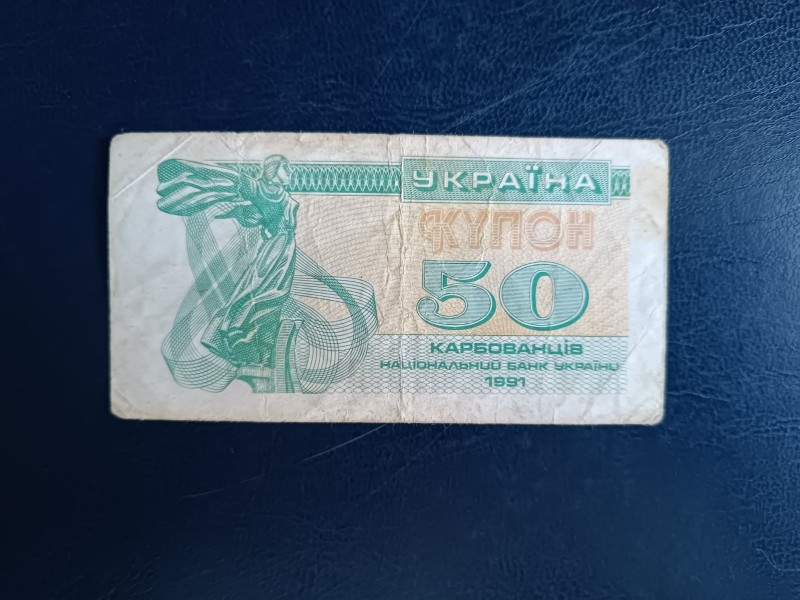 УКРАЇНА
КУПОН
50
КАРБОВАНЦІВ
НАЦІОНАЛЬНИЙ БАНК УКРАЇНИ
1991